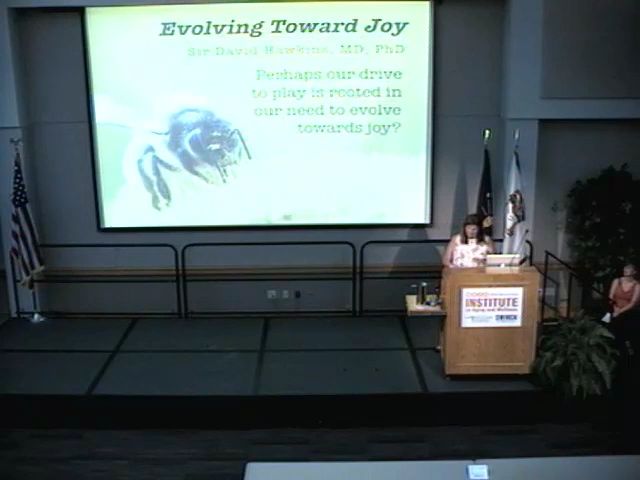 Evolving Toward Joy
Sir David Hawkins, MD, PhD
Perhaps our drive
to play is rooted in
our need to evolve
towards joy?
INSTITUTE